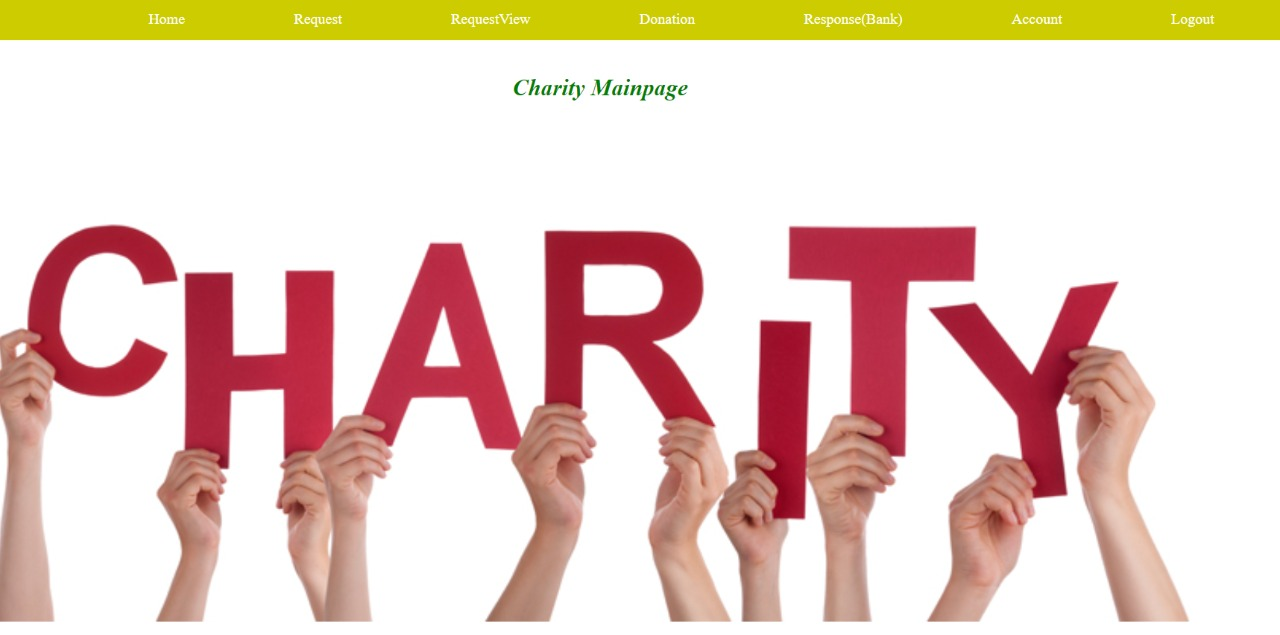 Home Request RequestView Donation Response(Bank) Account Logout
Charity Mainpage
CHARITY